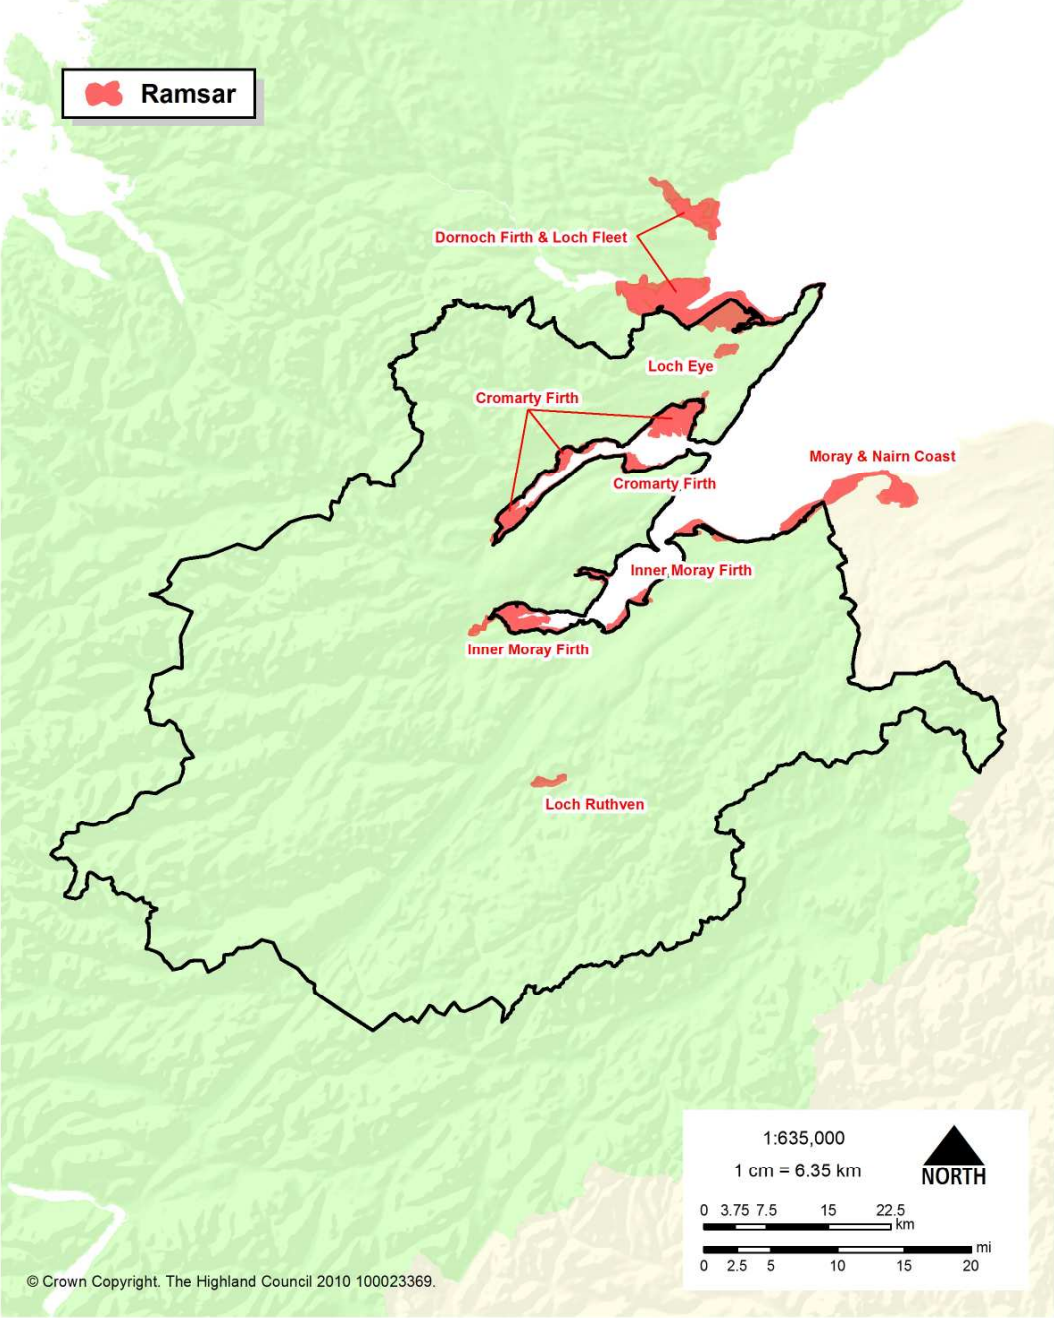 Ramsar
Dornoch Firth & Loch Fleet
Loch Eye
Cromarty Firth
Moray & Nairn Coast
Cromarty Firth
Inner Moray Firth
Inner Moray Firth
Loch Ruthven
1:635,000
1 cm = 6.35 km
NORTH
0 3.75 7.5 15 22.5
km
mi
0 2.5 5 10 15 20
© Crown Copyright. The Highland Council 2010 100023369.